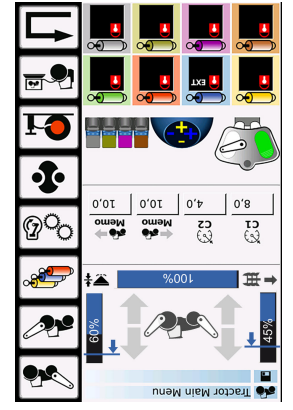 Tractor Main Menu
45%
60%
100%
C1 C2 Memo Memo
8,0 4,0 10,0 10,0
EXT